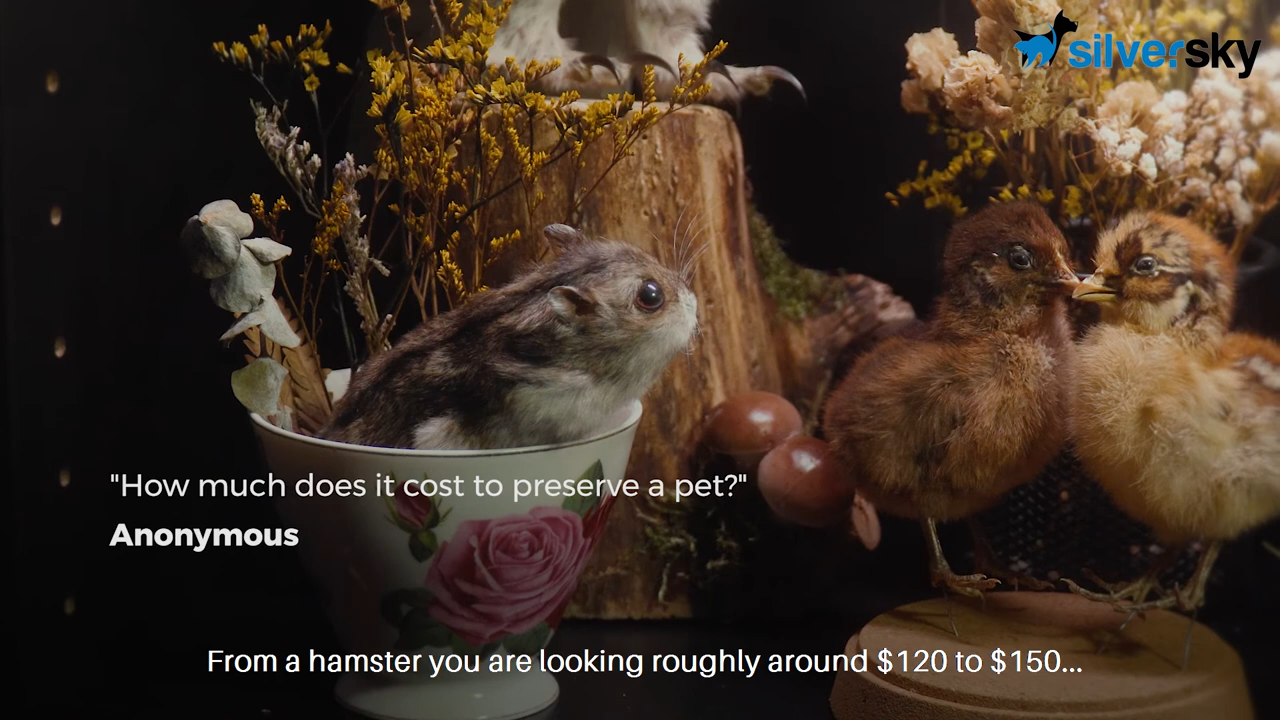 silversky
"How much does it cost to preserve a pet?"
Anonymous
From a hamster you are looking roughly around $120 to $150...